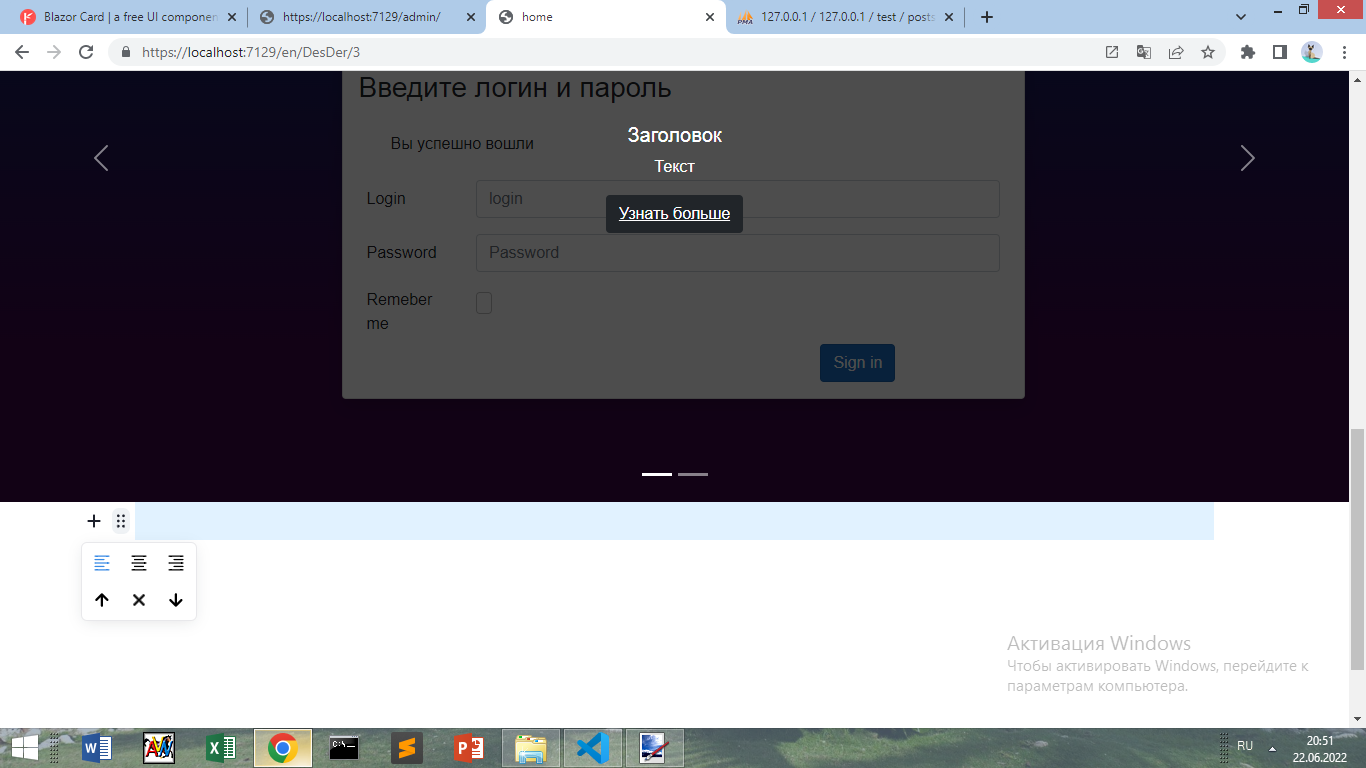 Blazor Card | a free UI componen
https://localhost:7129/admin/
home
127.0.0.1 / 127.0.0.1 / test / posts
https://localhost:7129/en/DesDer/3
Введите логин и пароль
Заголовок
Вы успешно вошли
Текст
Login
login
Узнать больше
Password
Password
Remeber
me
Sign in
Активация Windows
Чтобы активировать Windows, перейдите к
параметрам компьютера.
RU
20:51
22.06.2022